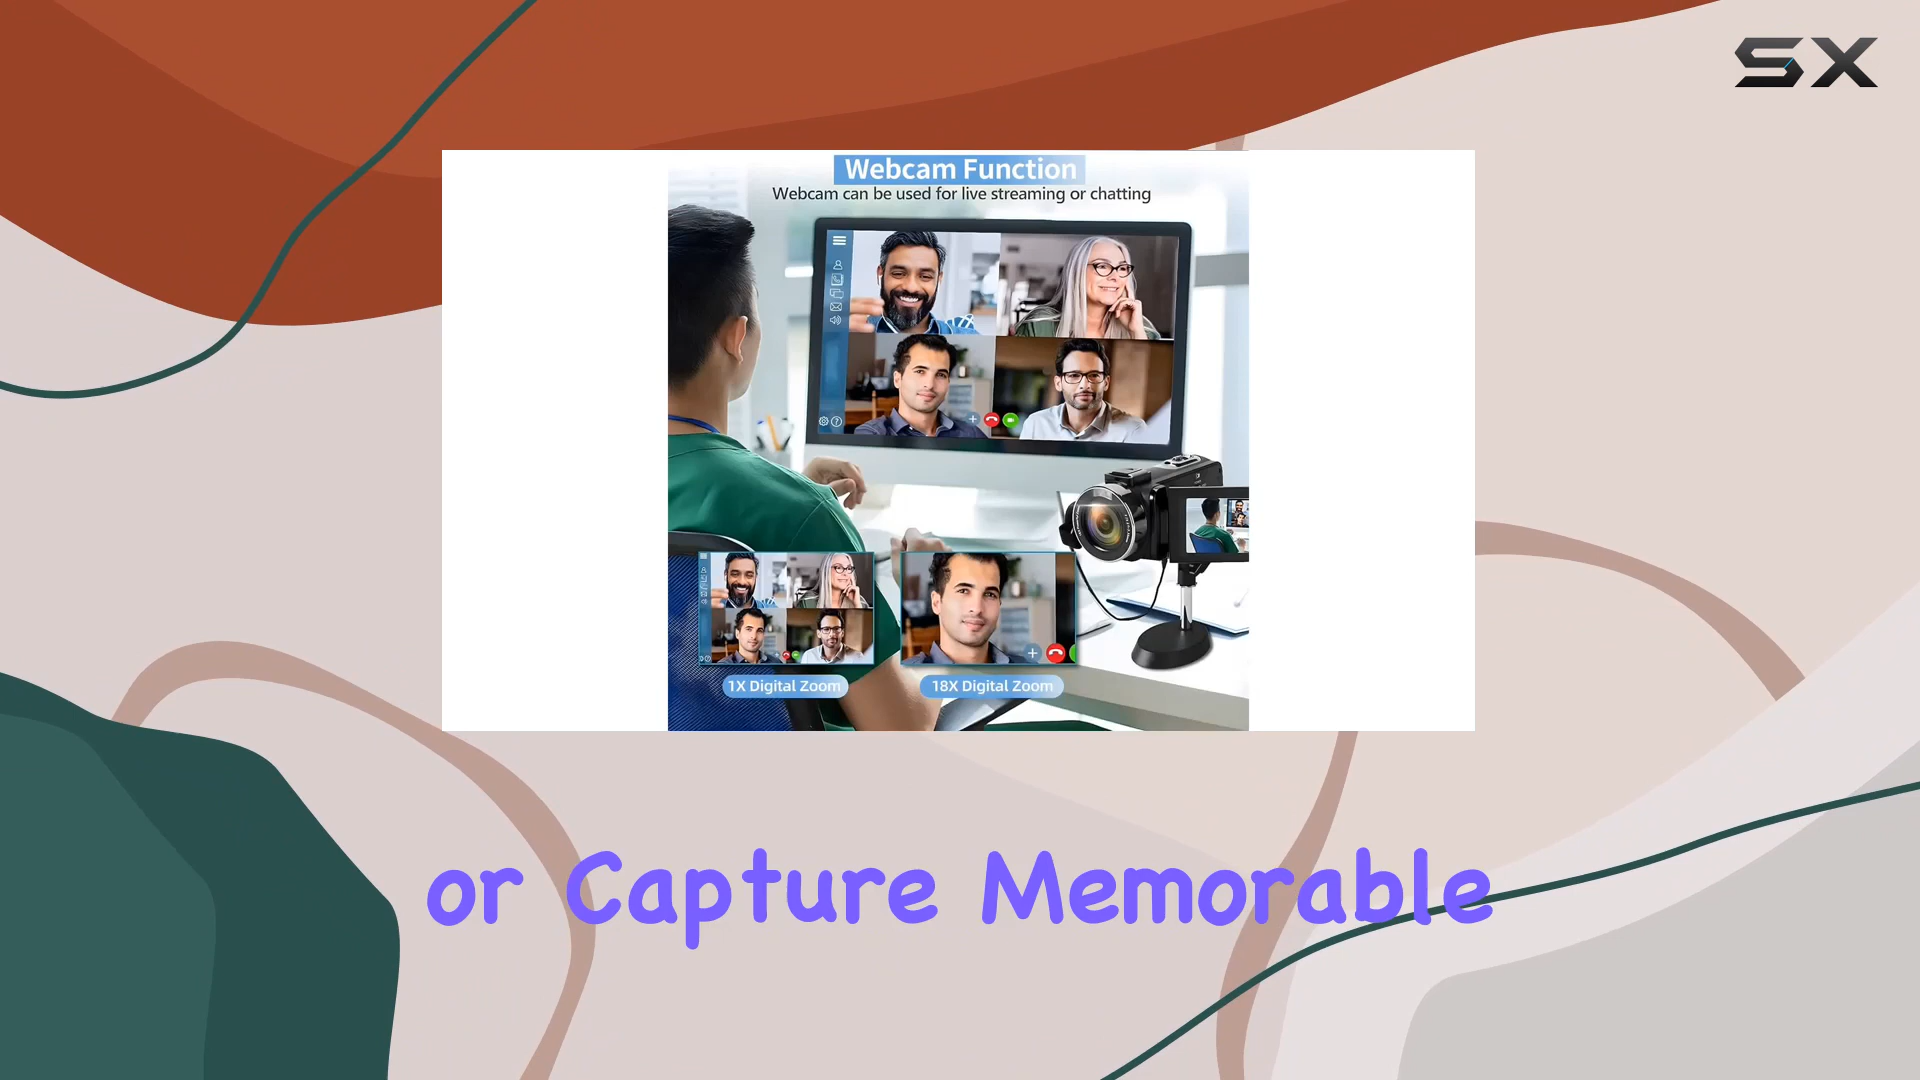 SX
Webcam Function
Webcam can be used for live streaming or chatting
1X Digital Zoom
18X Digital Zoom
or Capture Memorable